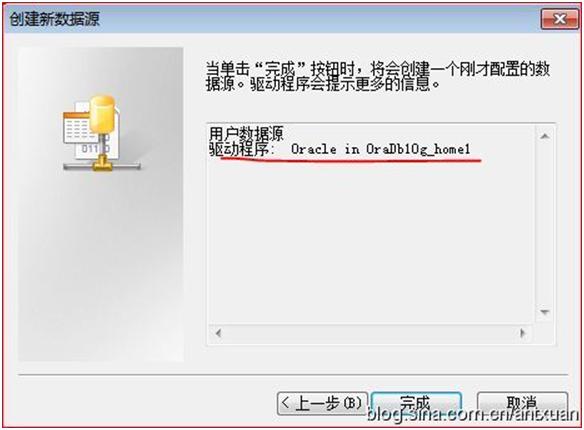 创建新数据源
当单击“完成”按钮时，将会创建一个刚才配置的数
据源。驱动程序会提示更多的信息。
用户数据源
驱动程序： Oracle in OraDb10g_home1
< 上一步(B)
完成
取消
blog.sina.com.cn/antxuan